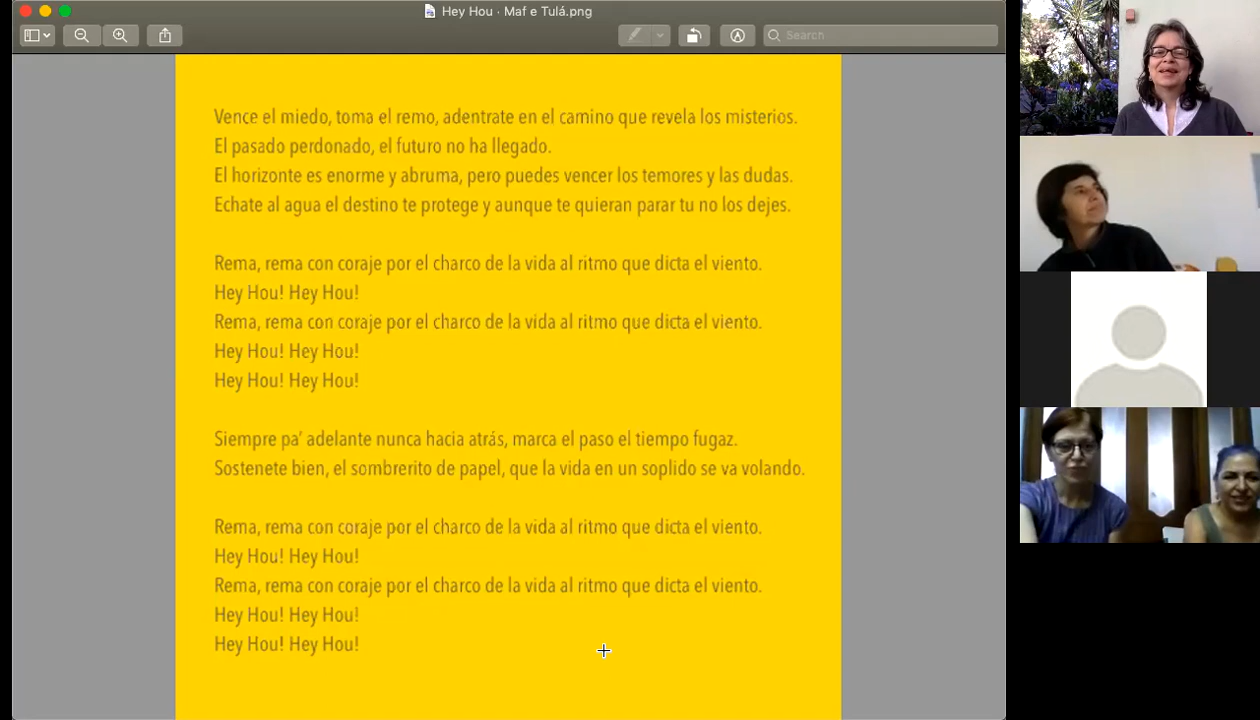 Hey Hou - Maf e Tulá.png
Search
Vence el miedo, toma el remo, adentrate en el camino que revela los misterios.
El pasado perdonado, el futuro no ha llegado.
El horizonte es enorme y abruma, pero puedes vencer los temores y las dudas.
Echate al agua el destino te protege y aunque te quieran parar tu no los dejes.
Rema, rema con coraje por el charco de la vida al ritmo que dicta el viento.
Hey Hou! Hey Hou!
Rema, rema con coraje por el charco de la vida al ritmo que dicta el viento.
Hey Hou! Hey Hou!
Hey Hou! Hey Hou!
Siempre pa’ adelante nunca hacia atrás, marca el paso el tiempo fugaz.
Sostenete bien, el sombrerito de papel, que la vida en un soplido se va volando.
Rema, rema con coraje por el charco de la vida al ritmo que dicta el viento.
Hey Hou! Hey Hou!
Rema, rema con coraje por el charco de la vida al ritmo que dicta el viento.
Hey Hou! Hey Hou!
Hey Hou! Hey Hou!